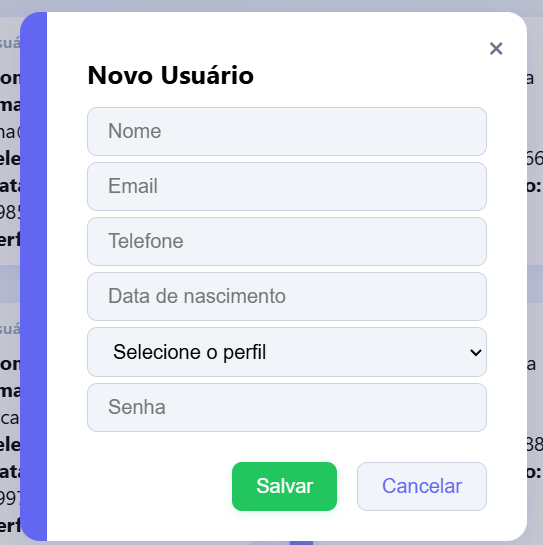 ×
Novo Usuário
Nome
Email
Telefone
Data de nascimento
Selecione o perfil
Senha
Salvar
Cancelar